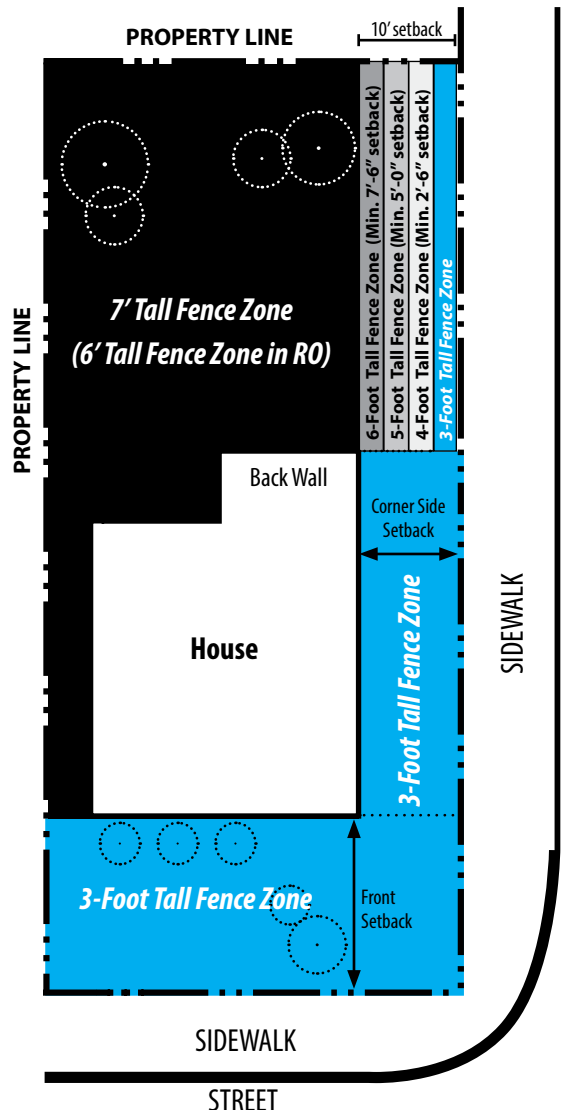 PROPERTY LINE
10’ setback
6-Foot Tall Fence Zone (Min. 7’-6” setback)
5-Foot Tall Fence Zone (Min. 5’-0” setback)
4-Foot Tall Fence Zone (Min. 2’-6” setback)
3-Foot Tall Fence Zone
7’ Tall Fence Zone
(6’ Tall Fence Zone in RO)
PROPERTY LINE
Back Wall
Corner Side
Setback
House
3-Foot Tall Fence Zone
SIDEWALK
3-Foot Tall Fence Zone
Front
Setback
SIDEWALK
STREET